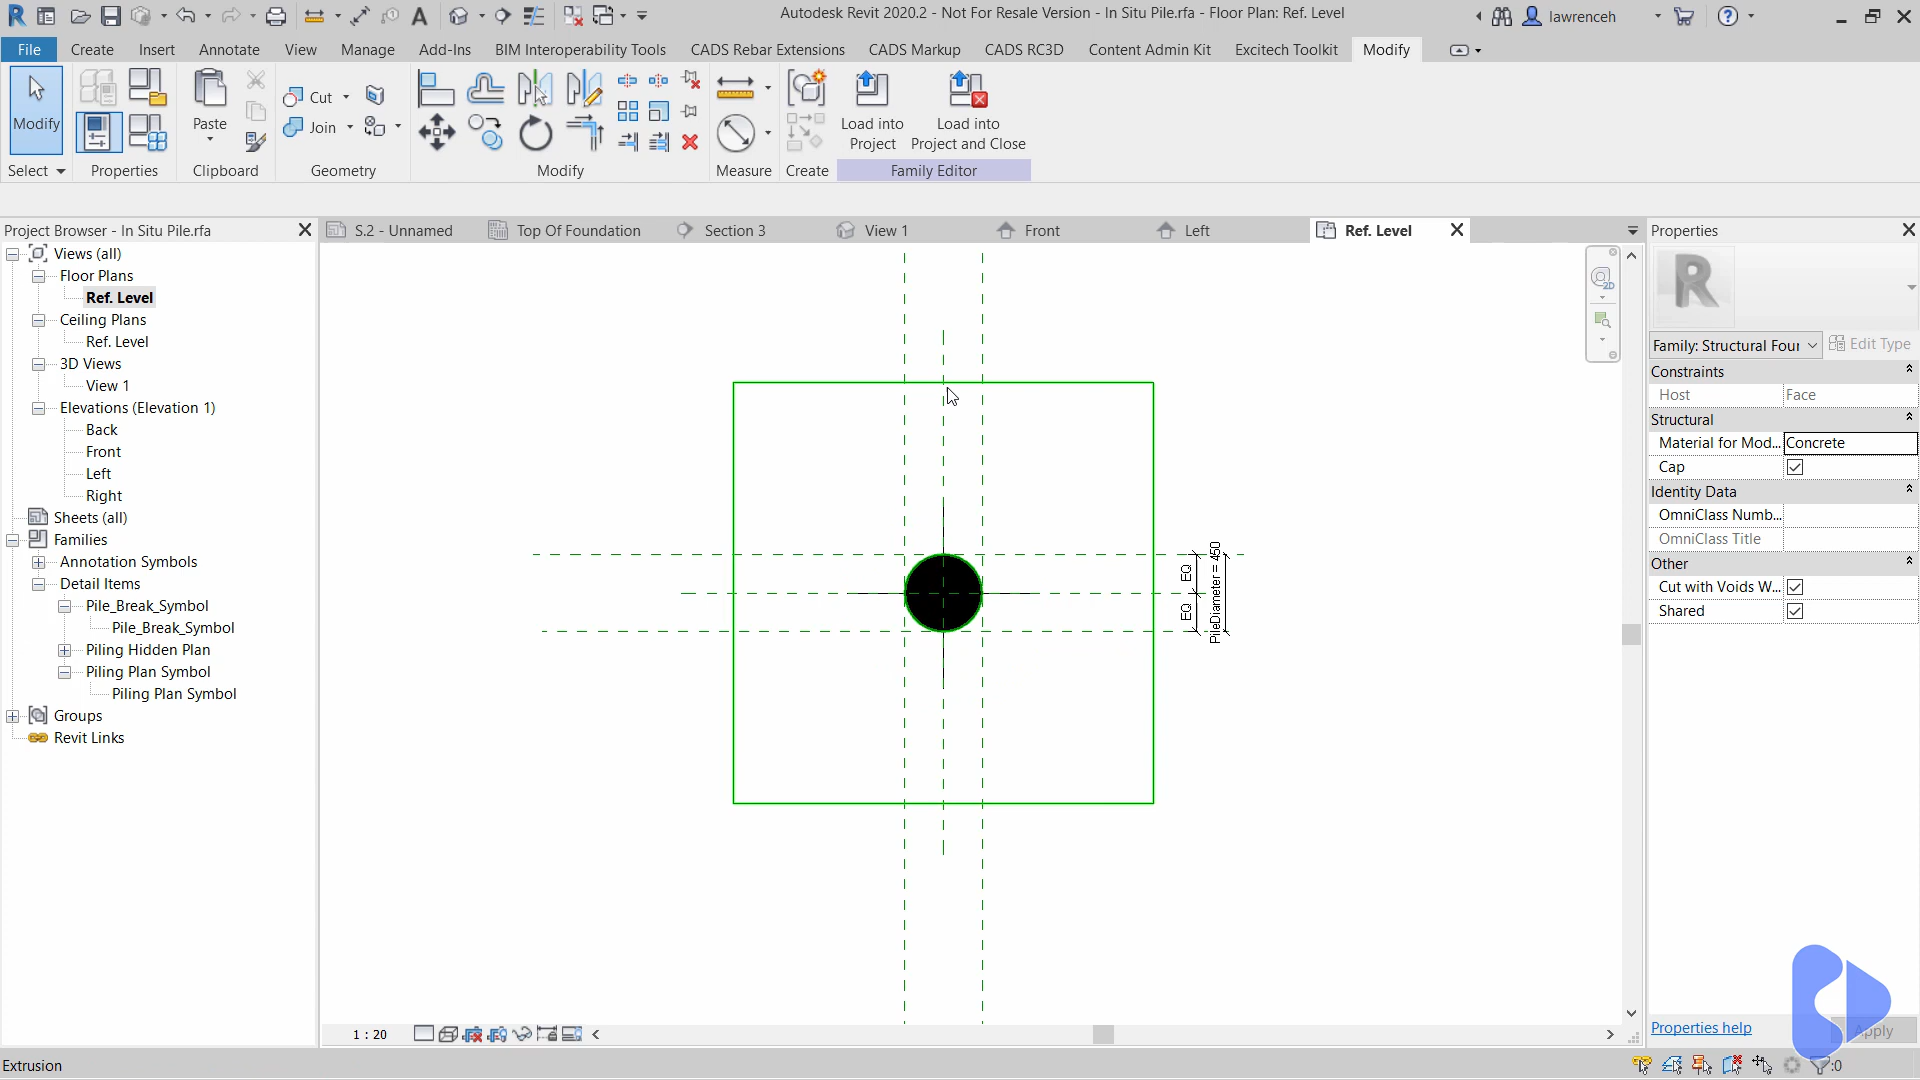 Autodesk Revit 2020.2 - Not For Resale Version - In Situ Pile.rfa - Floor Plan: Ref. Level
lawrenceh
File Create Insert Annotate View Manage Add-Ins BIM Interoperability Tools CADS Rebar Extensions CADS Markup CADS RC3D Content Admin Kit Excitech Toolkit Modify
Modify
Paste
Cut
Join
Load into
Project
Load into
Project and Close
Select Properties Clipboard Geometry Modify Measure Create Family Editor
Project Browser - In Situ Pile.rfa
S.2 - Unnamed Top Of Foundation Section 3 View 1 Front Left Ref. Level
Properties
Views (all)
Floor Plans
Ref. Level
Ceiling Plans
Ref. Level
3D Views
View 1
Elevations (Elevation 1)
Back
Front
Left
Right
Sheets (all)
Families
Annotation Symbols
Detail Items
Pile_Break_Symbol
Pile_Break_Symbol
Piling Hidden Plan
Piling Plan Symbol
Piling Plan Symbol
Groups
Revit Links
2D
EQ
EQ
PileDiameter = 450
R
Family: Structural Four
Edit Type
Constraints
Host Face
Structural
Material for Mod... Concrete
Cap
Identity Data
OmniClass Numb...
OmniClass Title
Other
Cut with Voids W...
Shared
Properties help
Apply
1 : 20
Extrusion
:0